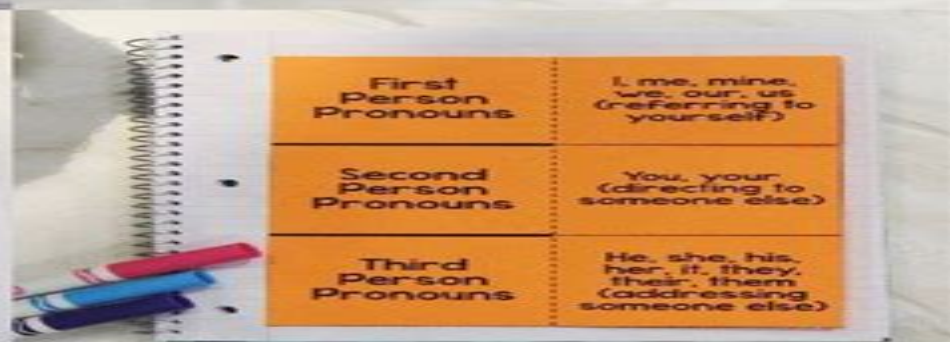 First
Person
Pronouns
I, me, mine,
we, our, us
(referring to
yourself)
Second
Person
Pronouns
You, your
(directing to
someone else)
Third
Person
Pronouns
He, she, his,
her, it, they,
their, them
(addressing
someone else)